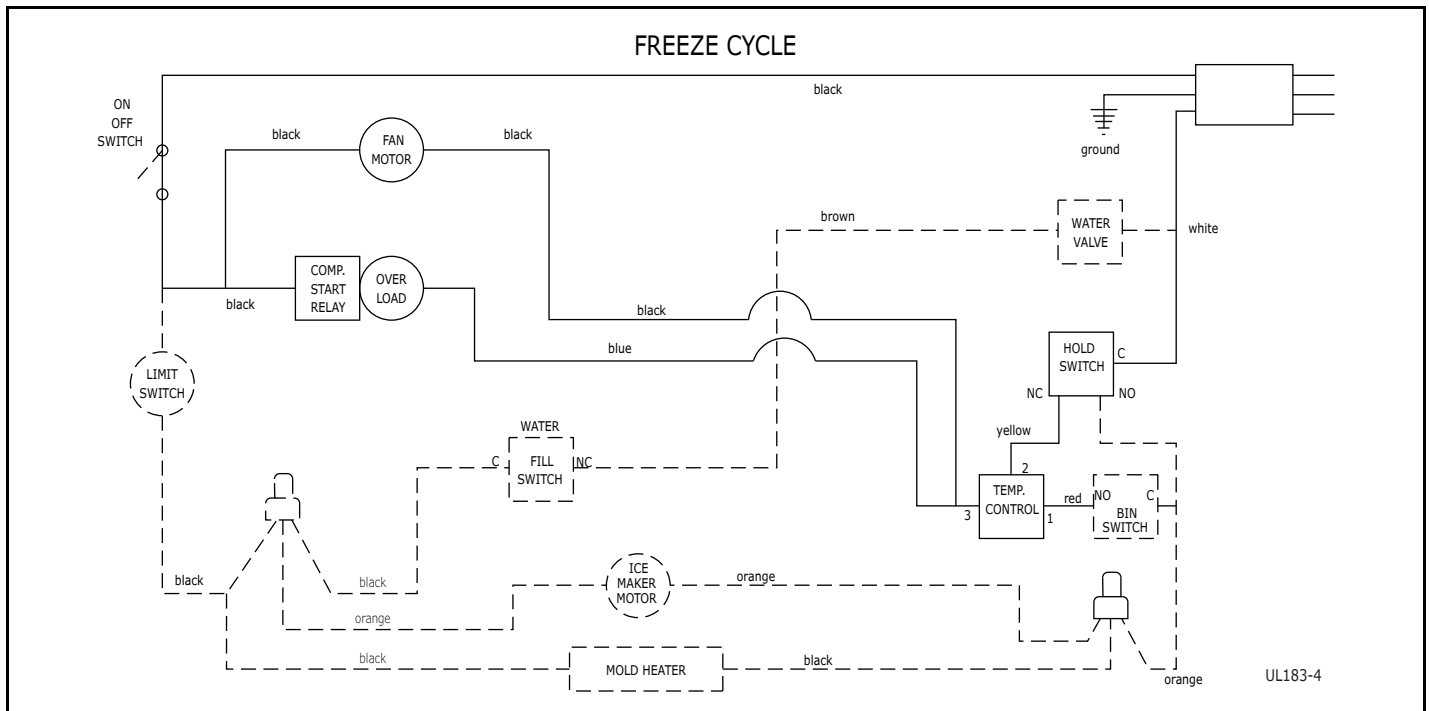 FREEZE CYCLE
black
ON
OFF
SWITCH
ground
black
FAN
MOTOR
black
brown
WATER
VALVE
white
COMP.
START
RELAY
OVER
LOAD
black
black
blue
HOLD
SWITCH
C
NC
NO
LIMIT
SWITCH
yellow
WATER
C
FILL
SWITCH
NC
2
TEMP.
CONTROL
3
1
red
NO
C
BIN
SWITCH
black
black
ICE
MAKER
MOTOR
orange
orange
black
MOLD HEATER
black
orange
UL183-4